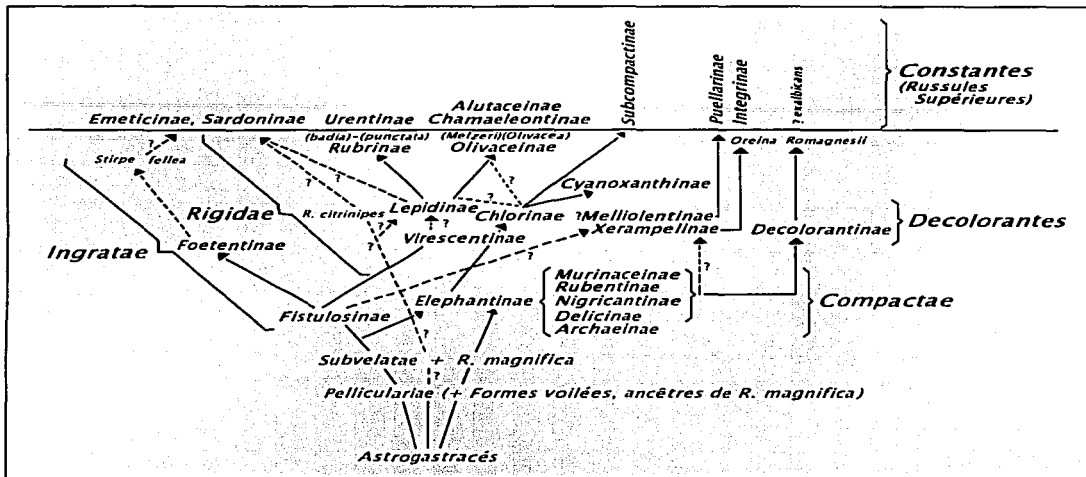 Subcompactinae
Puellarinae
Integrinae
? realbicans
Constantes
(Russules
Supérieures)
Alutaceinae
Emeticinae, Sardoninae Urentinae Chamaeleontinae
(badia)-(punctata) (Melzeri)(Olivacea)
Rubrinae Olivaceinae
Oreina Romagnesii
?
Stirpe fellea
?
?
?
Cyanoxanthinae
Rigidae
R. citrinipes Lepidinae
Chlorinae
?Melliolentinae
Decolorantes
Ingratae
Foetentinae
?
?
Virescentinae
Xerampelinae
Decolorantinae
?
?
Murinaceinae
Rubentinae
Nigricantinae
Delicinae
Archaeinae
Compactae
Elephantinae
Fistulosinae
?
Subvelatae + R. magnifica
?
Pelliculariae (+ Formes voilées, ancêtres de R. magnifica)
Astrogastracés